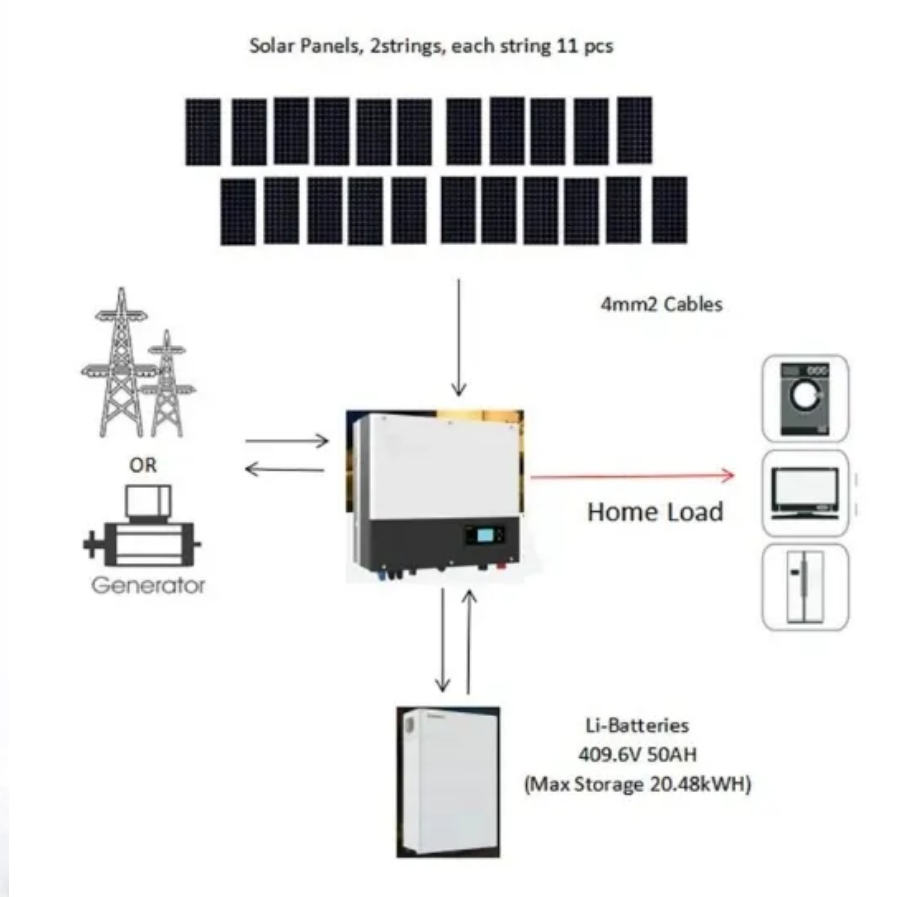 Solar Panels, 2strings, each string 11 pcs
4mm2 Cables
OR
Home Load
Generator
Li-Batteries
409.6V 50AH
(Max Storage 20.48kWH)